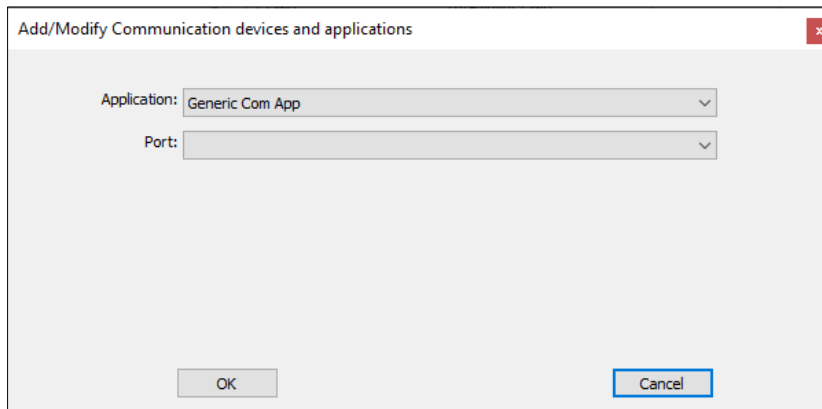 Add/Modify Communication devices and applications
Application: Generic Com App
Port:
OK Cancel